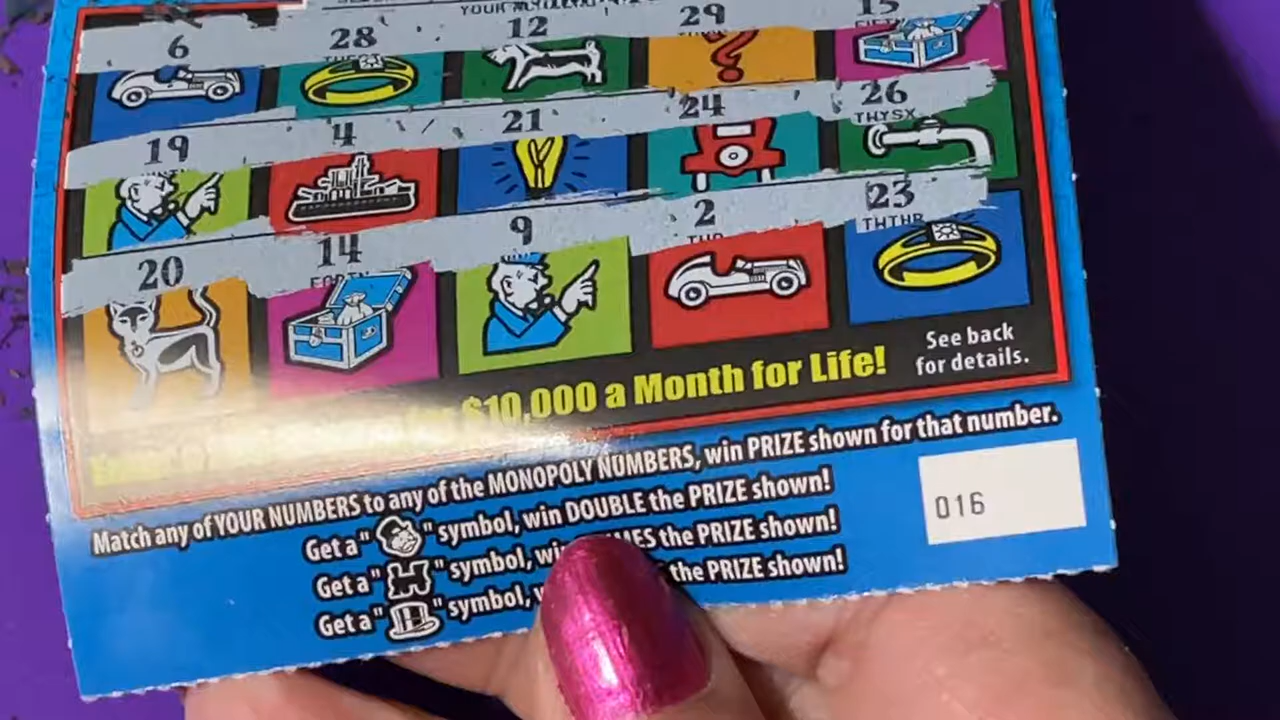 YOUR
6 28 12 29 15
19 4 21 24 26
THYSX
20 14 9 2 23
TWTHR
$10,000 a Month for Life!
See back
for details.
Match any of YOUR NUMBERS to any of the MONOPOLY NUMBERS, win PRIZE shown for that number.
Get a " " symbol, win DOUBLE the PRIZE shown!
Get a " " symbol, the PRIZE shown!
Get a " " symbol, the PRIZE shown!
016